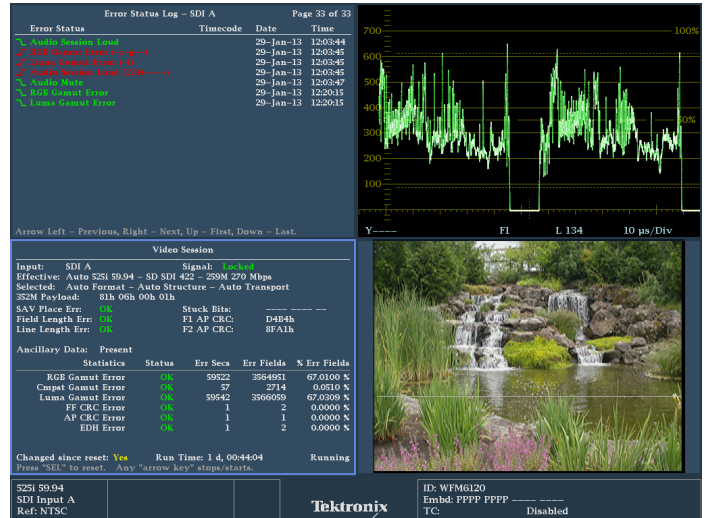 Error Status Log – SDI A Page 33 of 33
Error Status Timecode Date Time
Audio Session Loud 29–Jan–13 12:03:44
RGB Gamut Error 29–Jan–13 12:03:45
Luma Gamut Error 29–Jan–13 12:03:45
Audio Session Loud 29–Jan–13 12:03:45
Audio Mute 29–Jan–13 12:03:47
RGB Gamut Error 29–Jan–13 12:20:15
Luma Gamut Error 29–Jan–13 12:20:15
Arrow Left – Previous, Right – Next, Up – First, Down – Last.
700 100%
600
500
400
300 50%
200
100
Y–––– F1 L 134 10 µs/Div
Video Session
Input: SDI A Signal: Locked
Effective: Auto 525i 59.94 – SD SDI 422 – 259M 270 Mbps
Selected: Auto Format – Auto Structure – Auto Transport
352M Payload: 81h 06h 00h 01h
SAV Place Err: OK Stuck Bits: –––– –––– ––
Field Length Err: OK F1 AP CRC: D4B4h
Line Length Err: OK F2 AP CRC: 8FA1h
Ancillary Data: Present
Statistics Status Err Secs Err Fields % Err Fields
RGB Gamut Error OK 59522 3564951 67.0100 %
Cmpst Gamut Error OK 57 2714 0.0510 %
Luma Gamut Error OK 59542 3566059 67.0309 %
FF CRC Error OK 1 2 0.0000 %
AP CRC Error OK 1 1 0.0000 %
EDH Error OK 1 2 0.0000 %
Changed since reset: Yes Run Time: 1 d, 00:44:04 Running
Press "SEL" to reset. Any "arrow key" stops/starts.
525i 59.94
SDI Input A
Ref: NTSC
Tektronix
ID: WFM6120
Embd: PPPP PPPP –––– ––––
TC: Disabled